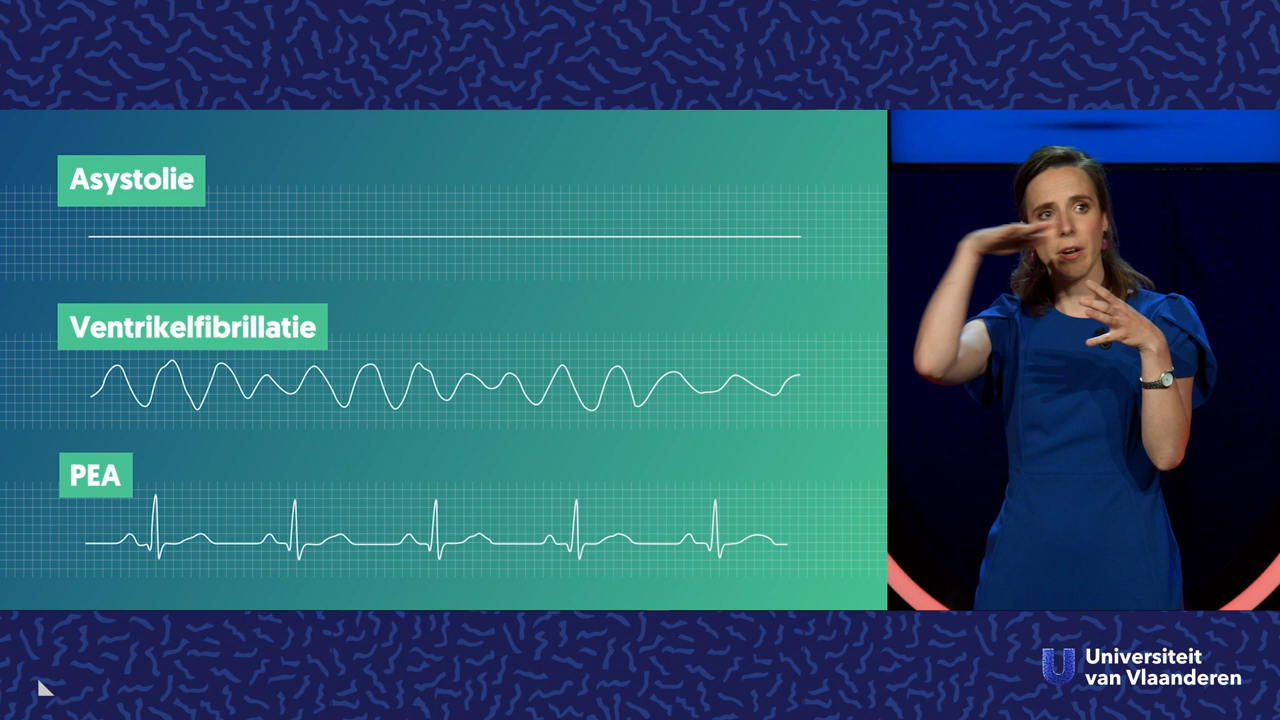 Asystolie
Ventrikelfibrillatie
PEA
Universiteit
van Vlaanderen